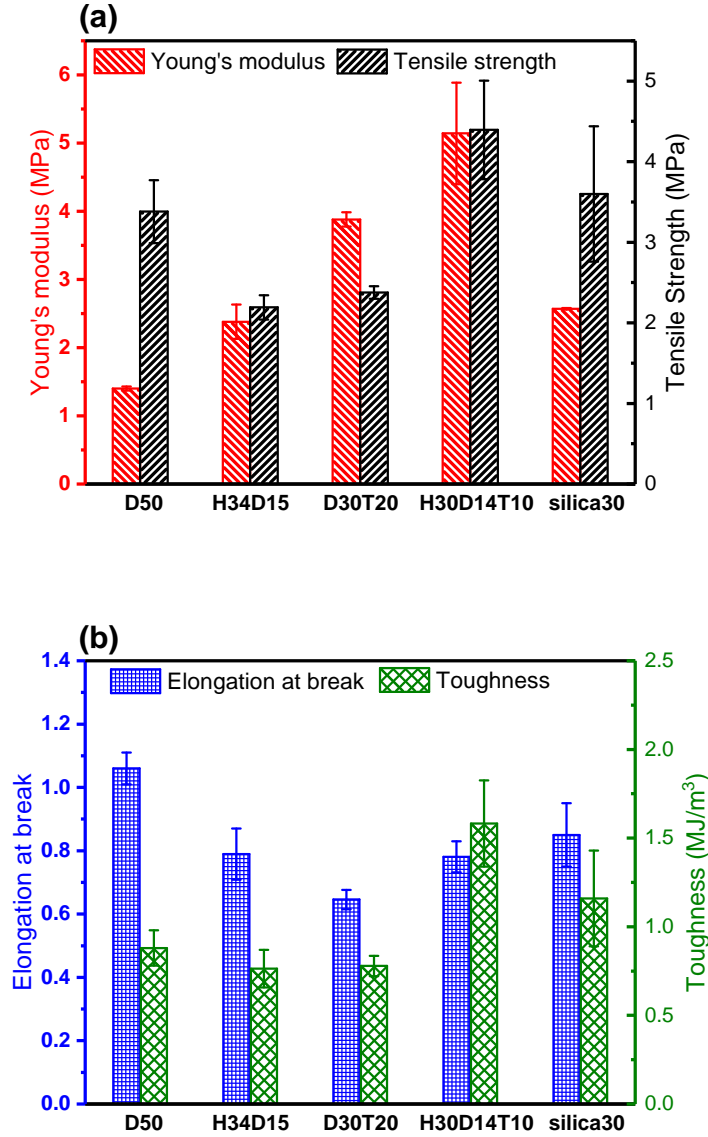 (a)
Young's modulus Tensile strength
Young's modulus (MPa)
6
5
4
3
2
1
0
Tensile Strength (MPa)
5
4
3
2
1
0
D50 H34D15 D30T20 H30D14T10 silica30
(b)
Elongation at break Toughness
Elongation at break
1.4
1.2
1.0
0.8
0.6
0.4
0.2
0.0
Toughness (MJ/m³)
2.5
2.0
1.5
1.0
0.5
0.0
D50 H34D15 D30T20 H30D14T10 silica30